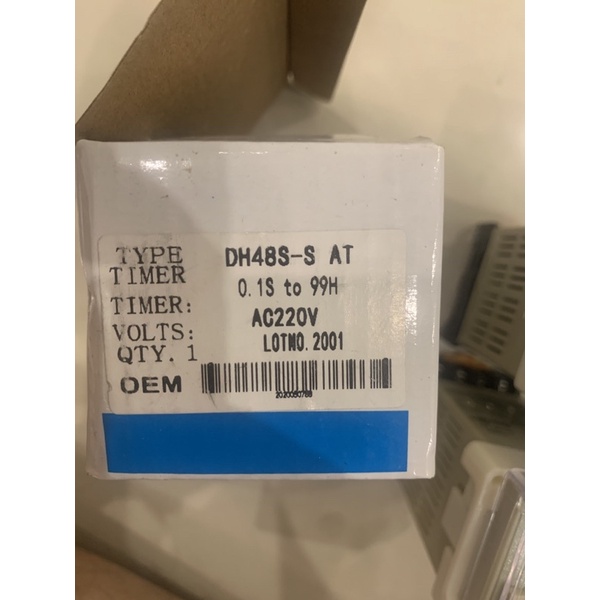 TYPE DH48S-S AT
TIMER
0.1S to 99H
TIMER:
AC220V
VOLTS:
LOTNO. 2001
QTY. 1
OEM